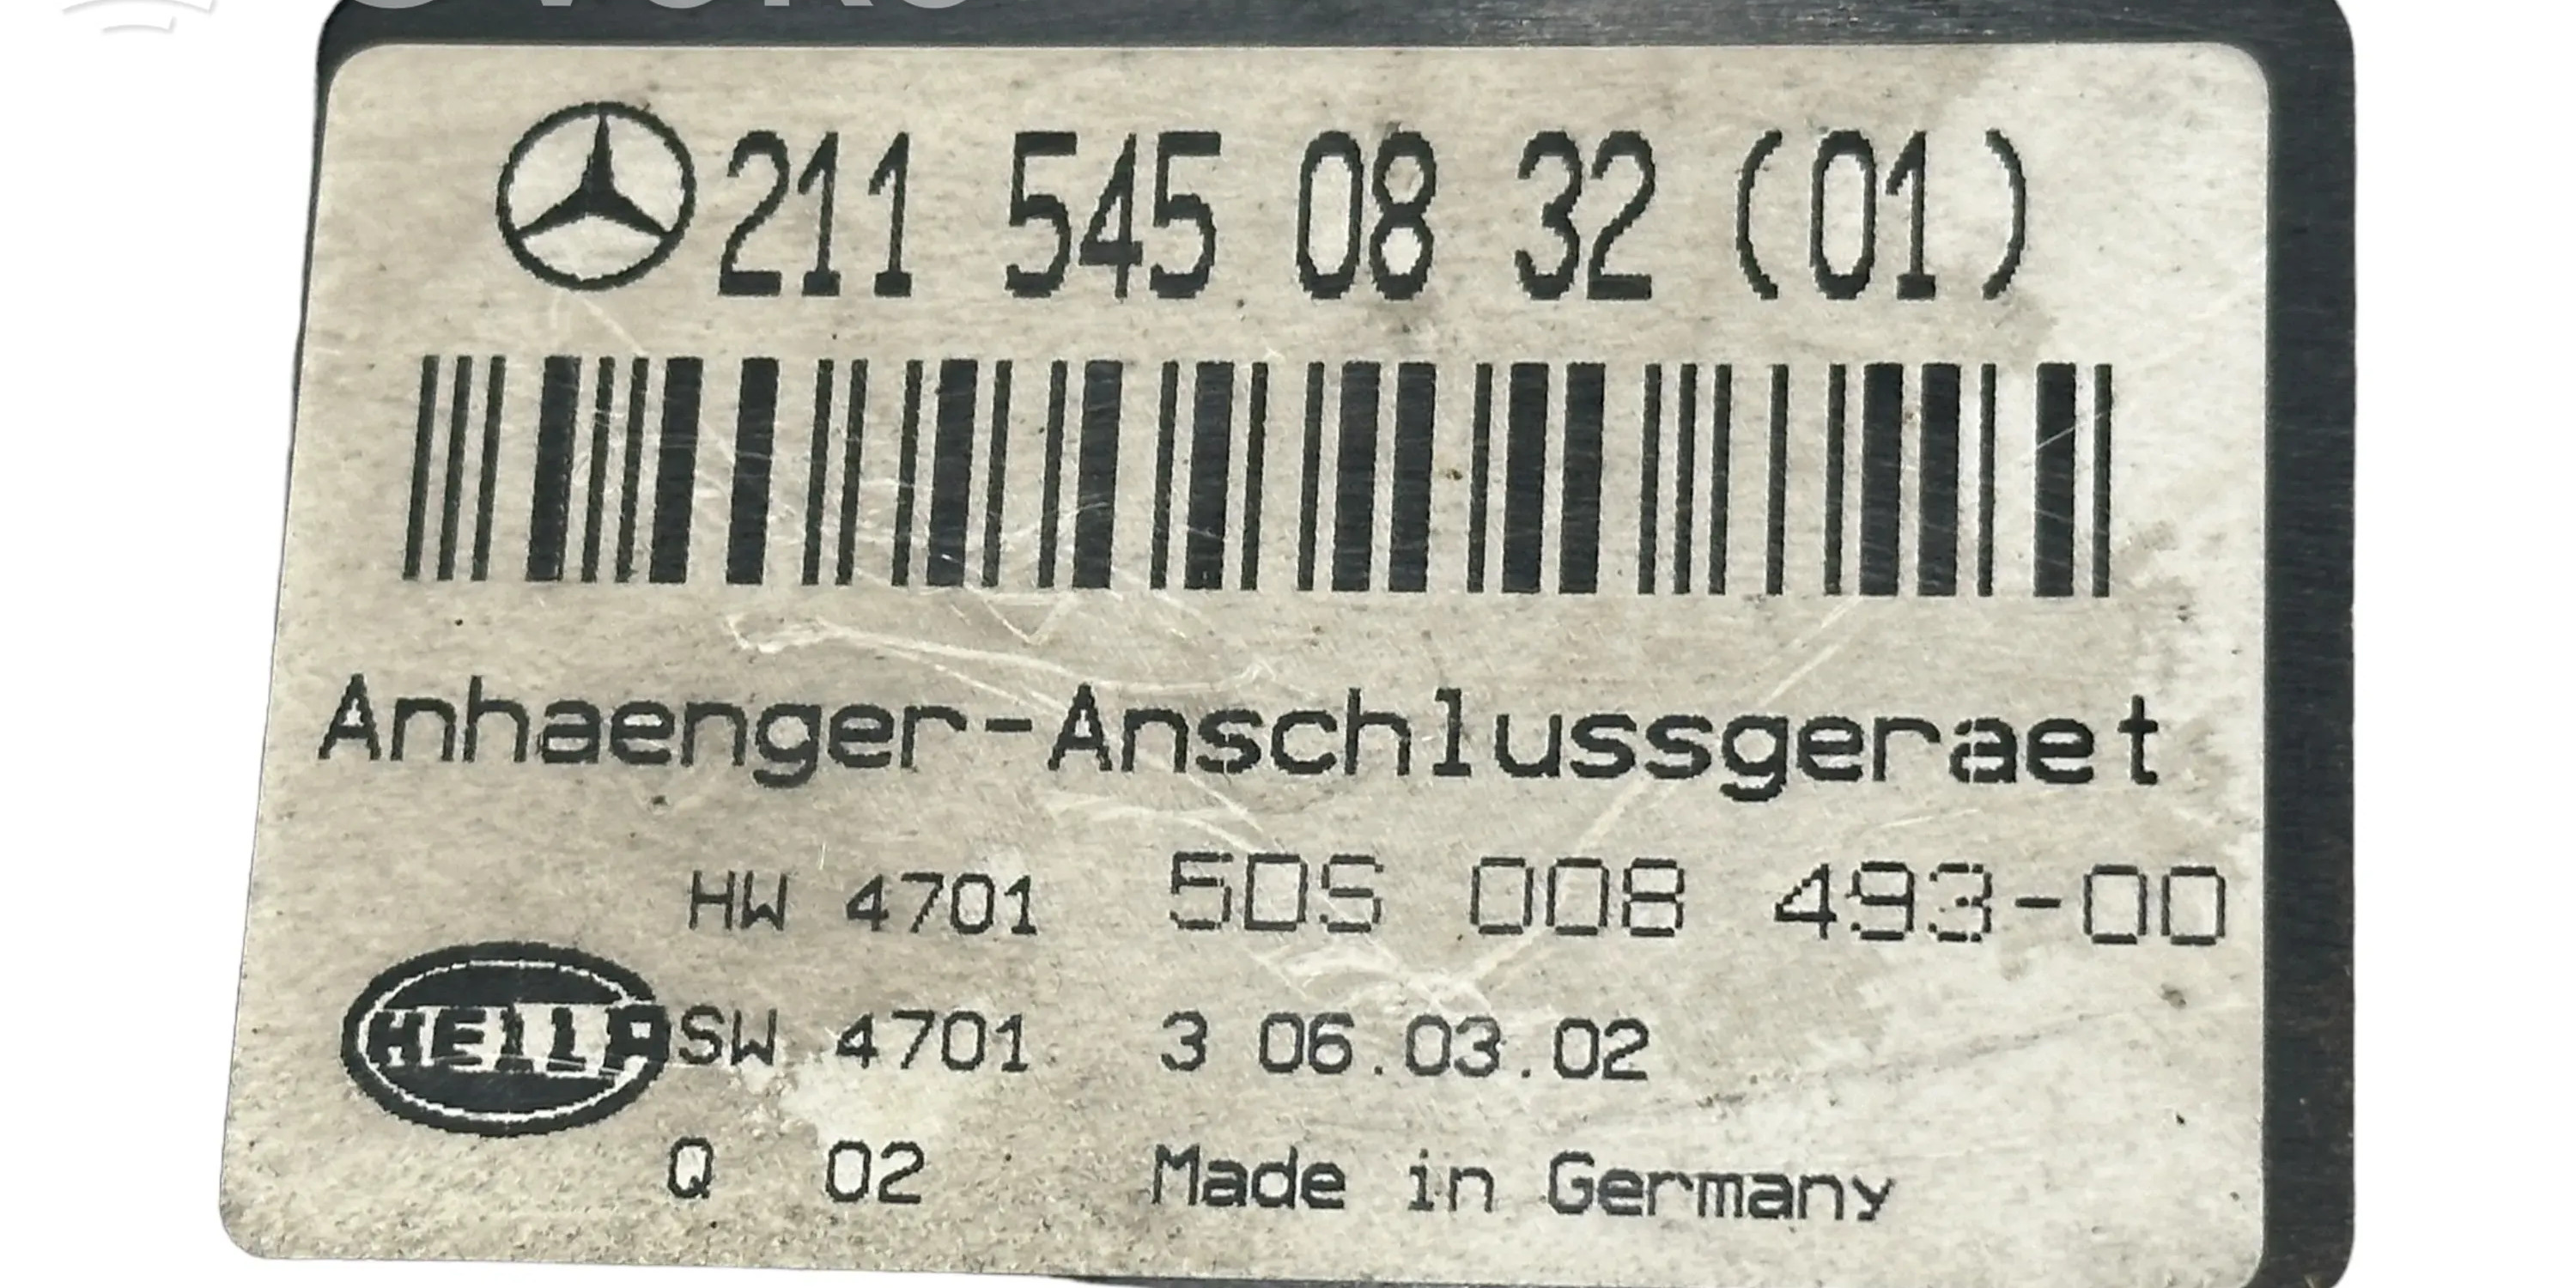 211 545 08 32 (01)
Anhaenger-Anschlussgeraet
HW 4701 5DS 008 493-00
HELLA SW 4701 3 06.03.02
Q 02 Made in Germany